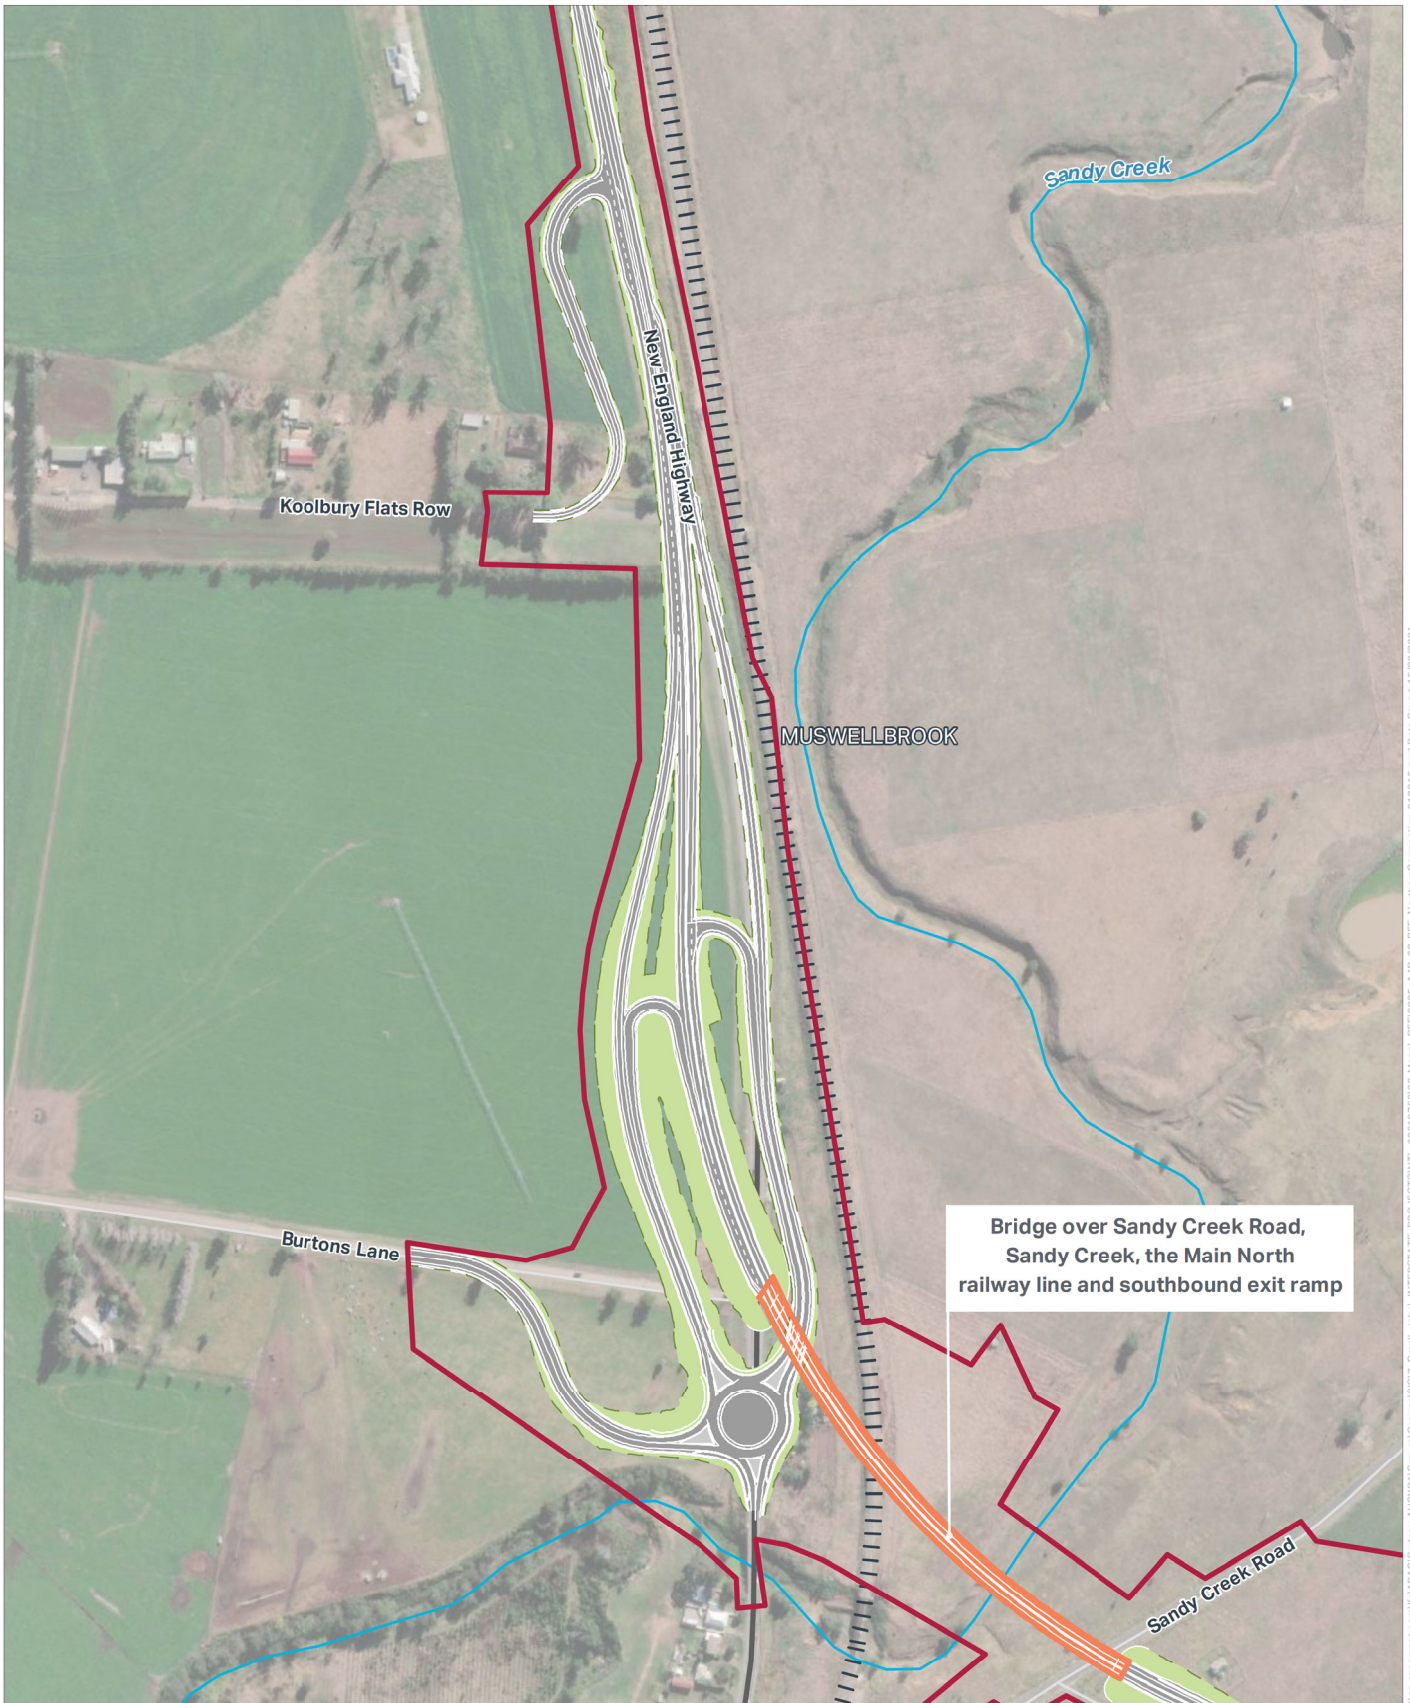 Sandy Creek
New England Highway
Koolbury Flats Row
MUSWELLBROOK
Bridge over Sandy Creek Road,
Sandy Creek, the Main North
railway line and southbound exit ramp
Burtons Lane
Sandy Creek Road